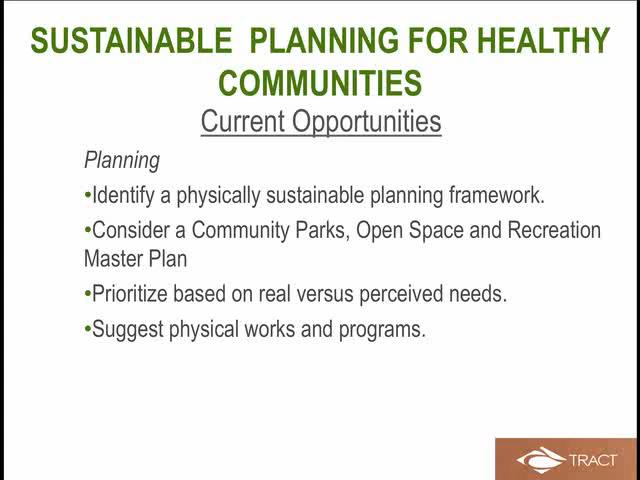 SUSTAINABLE PLANNING FOR HEALTHY
COMMUNITIES
Current Opportunities
Planning
•Identify a physically sustainable planning framework.
•Consider a Community Parks, Open Space and Recreation
Master Plan
•Prioritize based on real versus perceived needs.
•Suggest physical works and programs.
TRACT